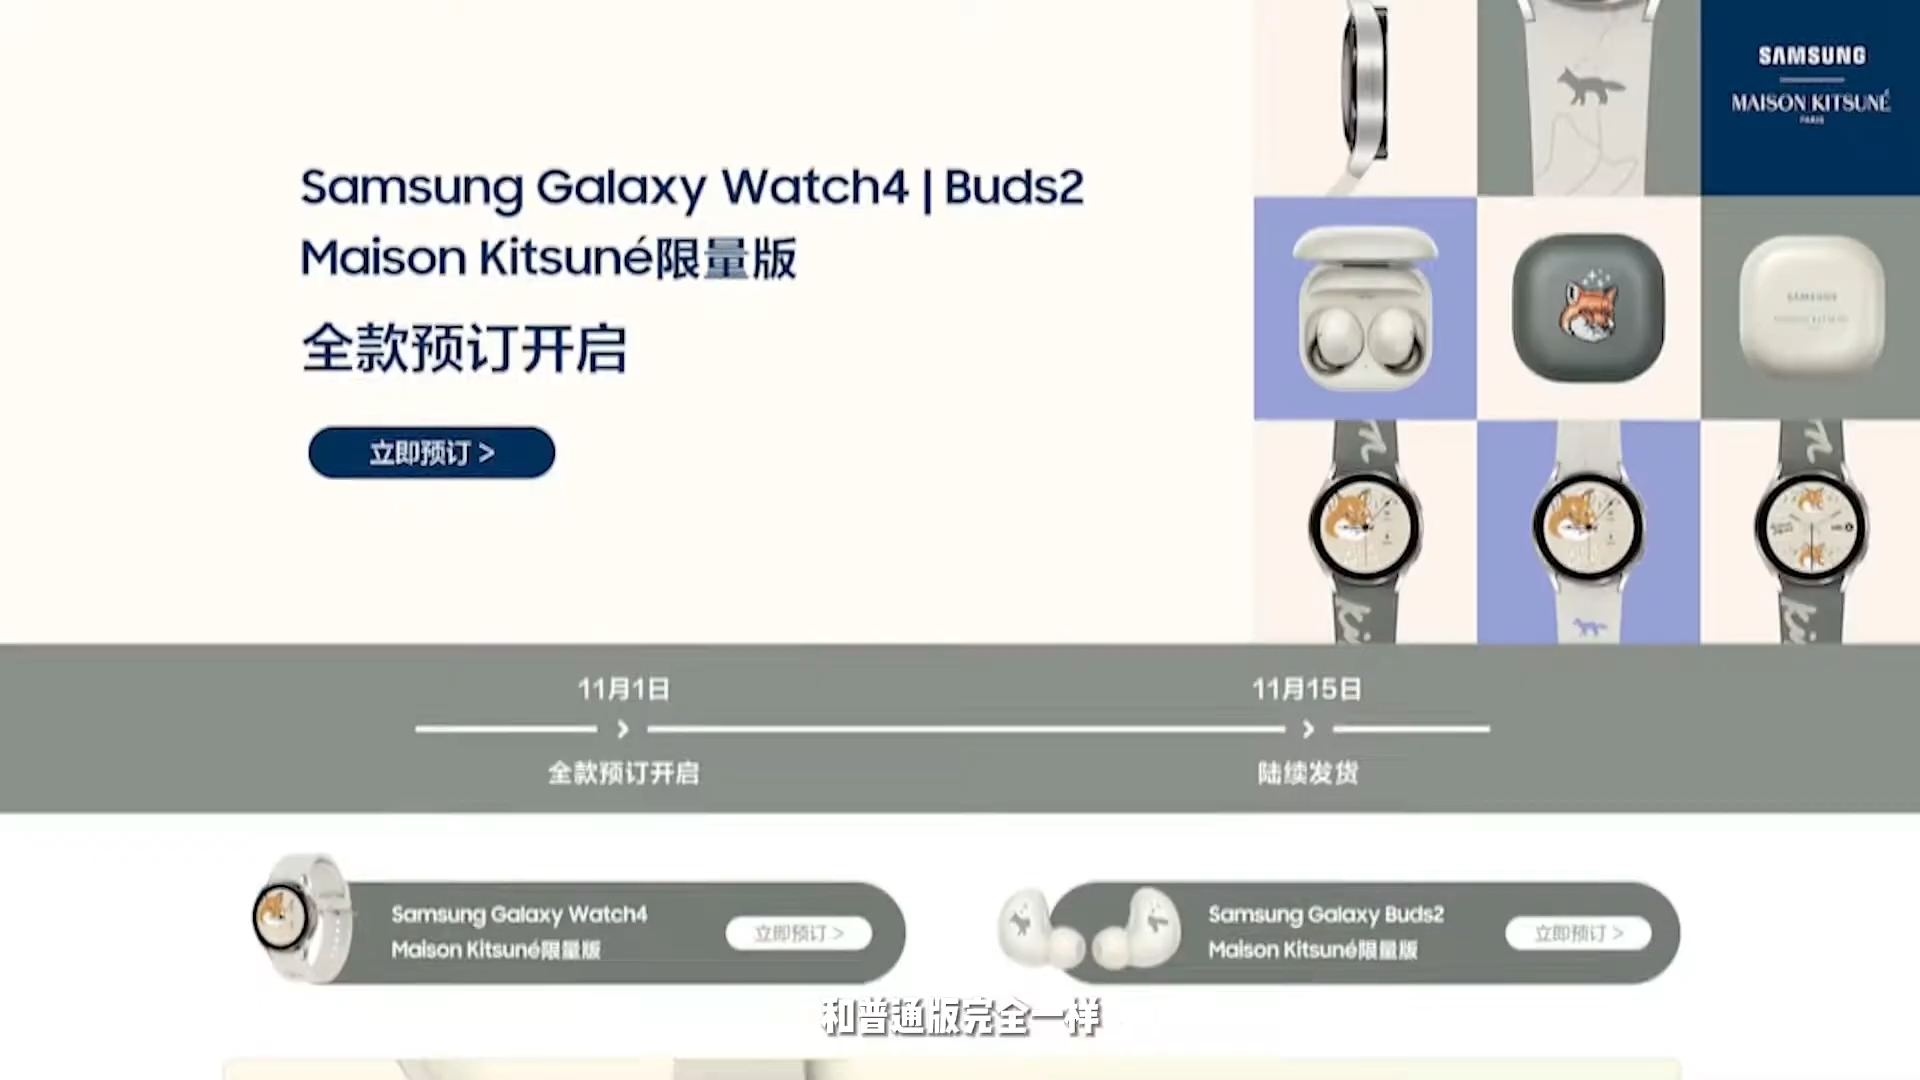 SAMSUNG
MAISON KITSUNÉ
PARIS
Samsung Galaxy Watch4 | Buds2
Maison Kitsuné限量版
全款预订开启
立即预订 >
SAMSUNG
11月1日
11月15日
全款预订开启
陆续发货
Samsung Galaxy Watch4
Maison Kitsuné限量版
立即预订 >
Samsung Galaxy Buds2
Maison Kitsuné限量版
立即预订 >
和普通版完全一样